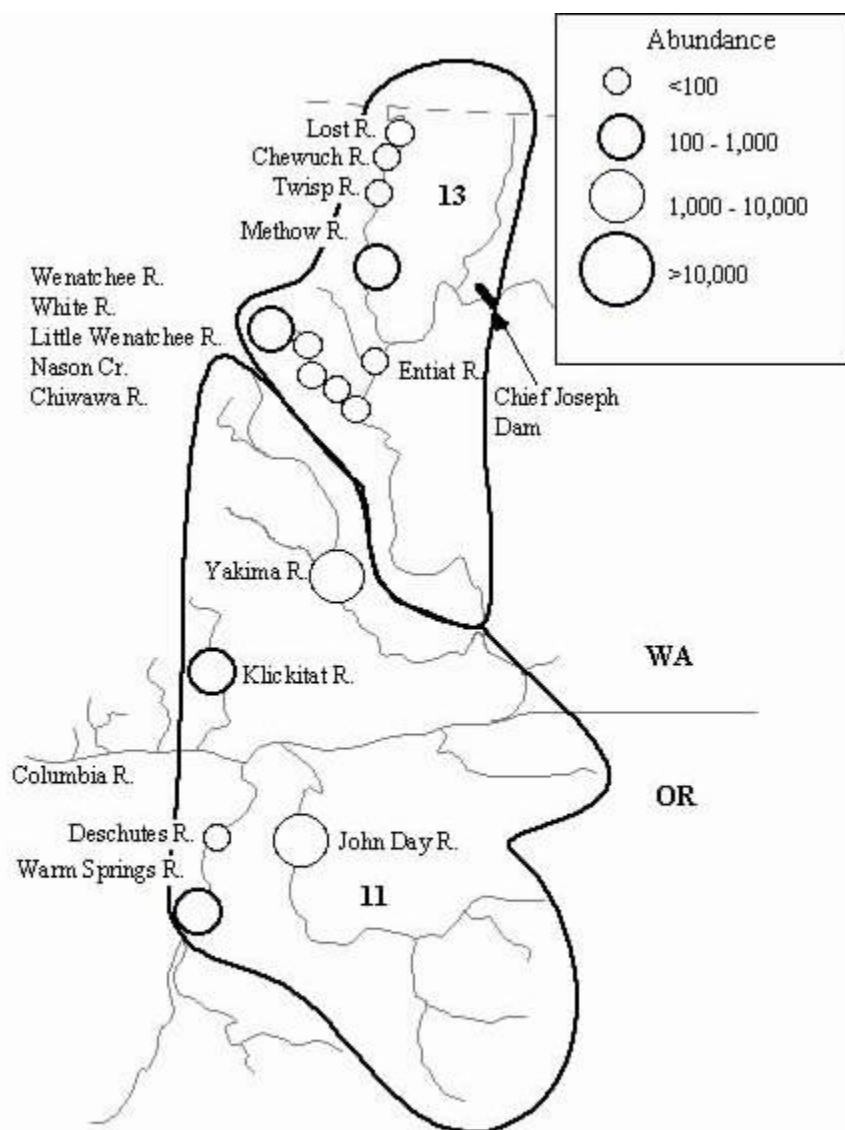 Abundance
<100
100 - 1,000
1,000 - 10,000
>10,000
Lost R.
Chewuch R.
Twisp R.
13
Methow R.
Wenatchee R.
White R.
Little Wenatchee R.
Nason Cr.
Chiwawa R.
Entiat R.
Chief Joseph
Dam
Yakima R.
WA
Klickitat R.
Columbia R.
OR
Deschutes R.
John Day R.
Warm Springs R.
11